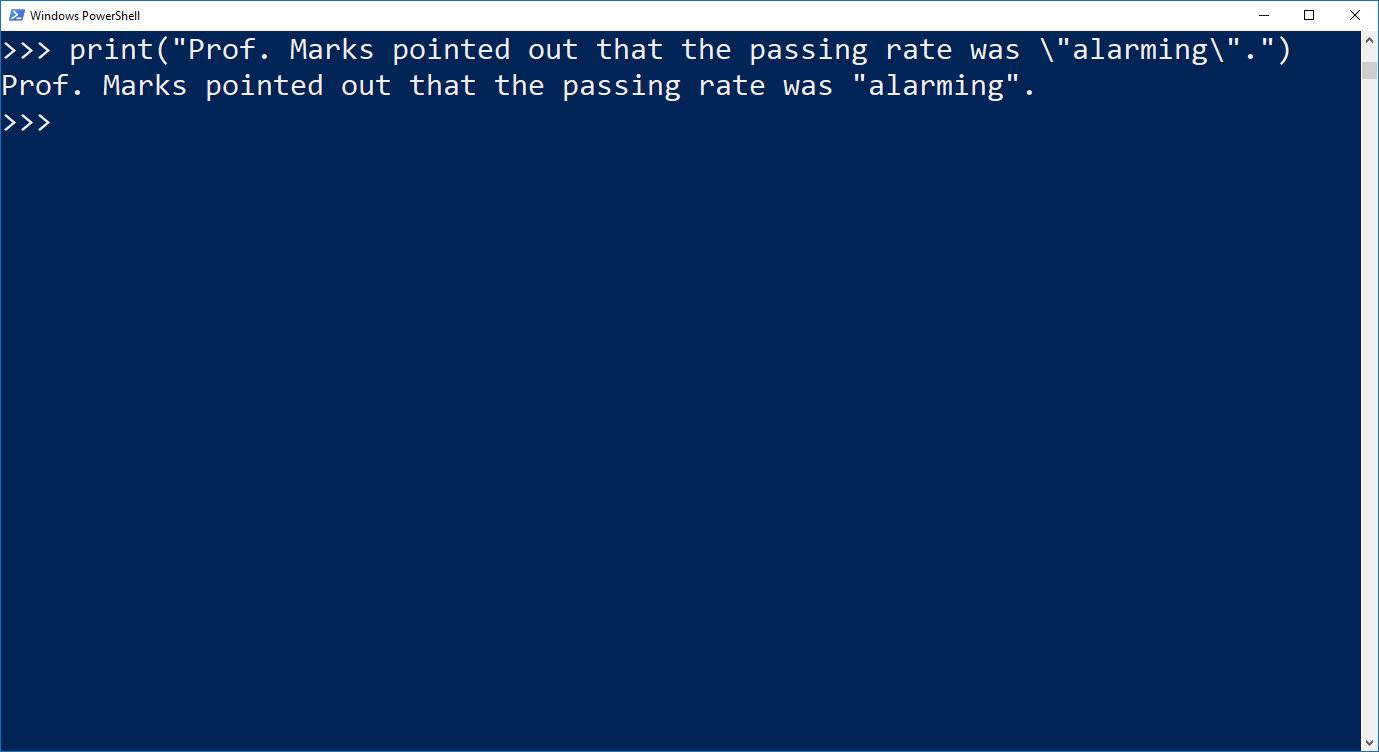 Windows PowerShell
>>> print("Prof. Marks pointed out that the passing rate was \"alarming\".")
Prof. Marks pointed out that the passing rate was "alarming".
>>>